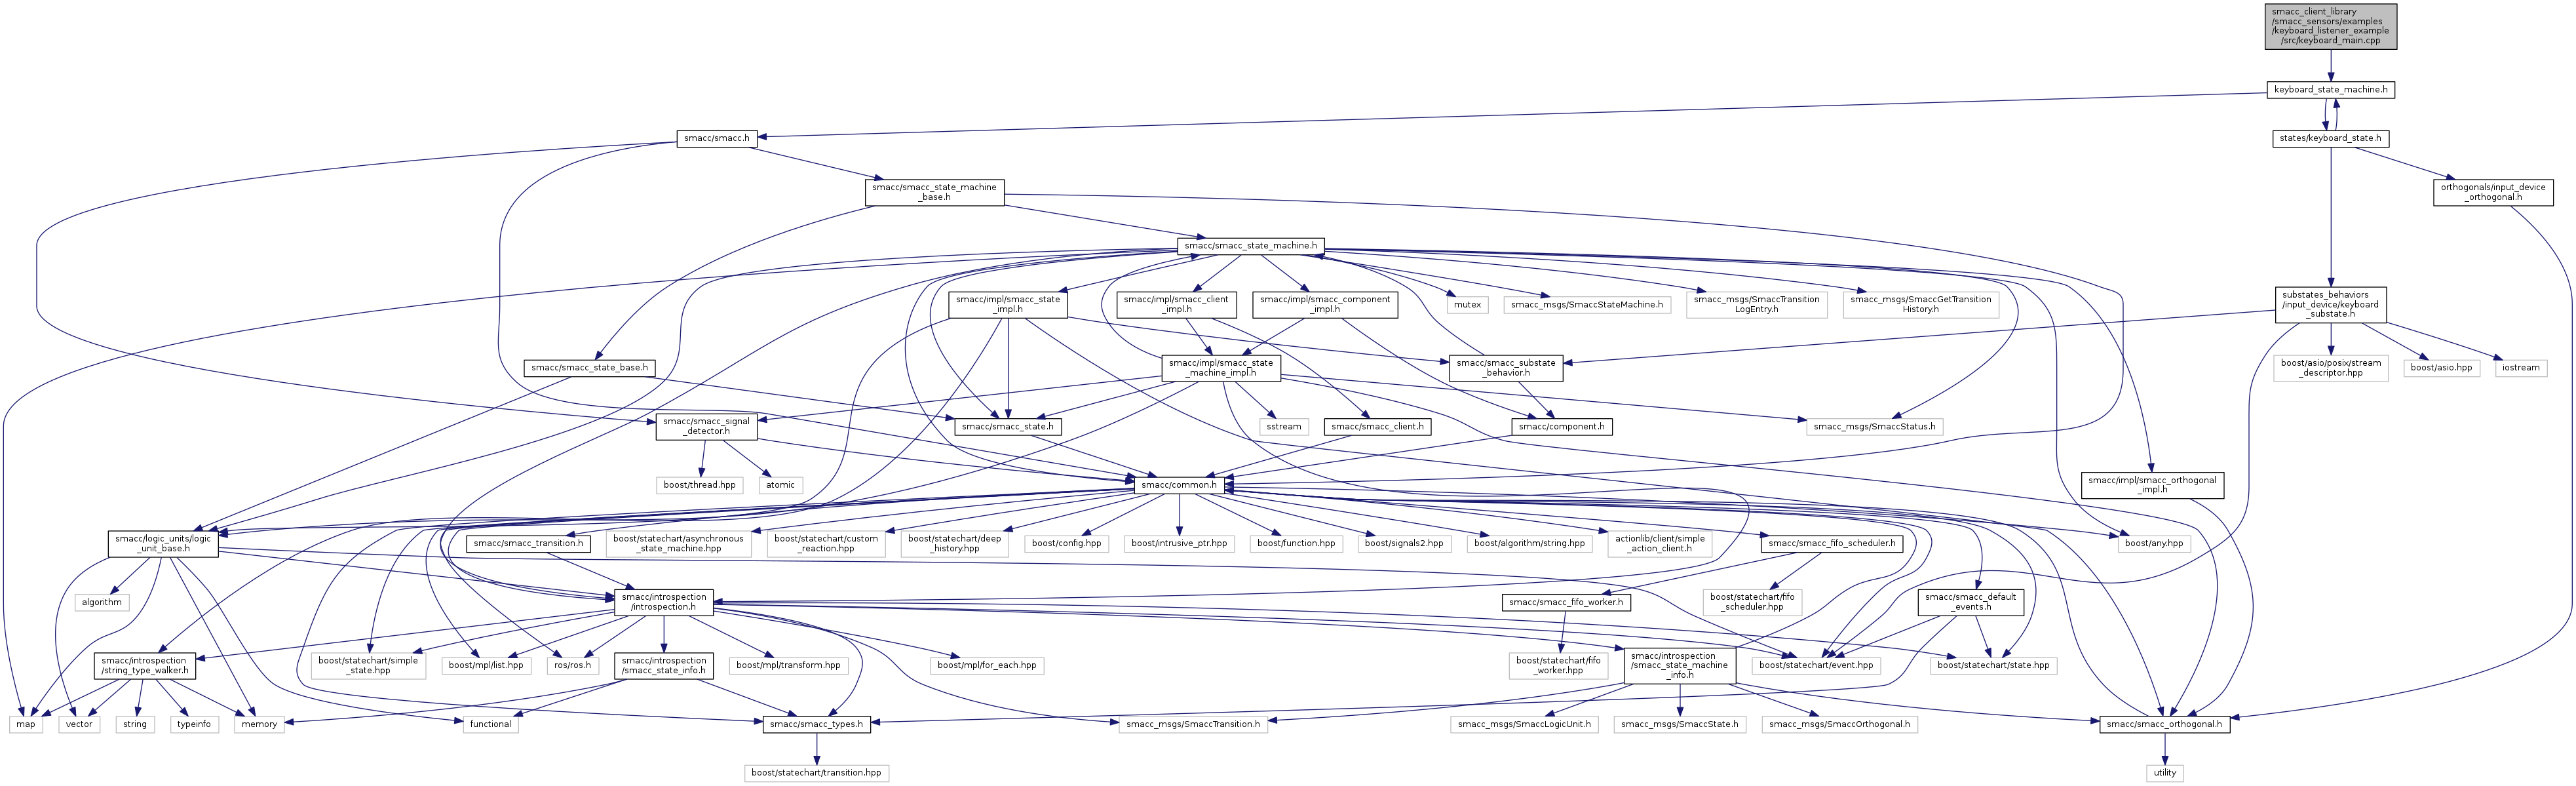 smacc_client_library
/smacc_sensors/examples
/keyboard_listener_example
/src/keyboard_main.cpp
keyboard_state_machine.h
smacc/smacc.h
states/keyboard_state.h
smacc/smacc_state_machine
_base.h
orthogonals/input_device
_orthogonal.h
smacc/smacc_state_machine.h
smacc/impl/smacc_state
_impl.h
smacc/impl/smacc_client
_impl.h
smacc/impl/smacc_component
_impl.h
mutex
smacc_msgs/SmaccStateMachine.h
smacc_msgs/SmaccTransition
LogEntry.h
smacc_msgs/SmaccGetTransition
History.h
substates_behaviors
/input_device/keyboard
_substate.h
smacc/smacc_state_base.h
smacc/impl/smacc_state
_machine_impl.h
smacc/smacc_substate
_behavior.h
boost/asio/posix/stream
_descriptor.hpp
boost/asio.hpp
iostream
smacc/smacc_signal
_detector.h
smacc/smacc_state.h
sstream
smacc/smacc_client.h
smacc/component.h
smacc_msgs/SmaccStatus.h
boost/thread.hpp
atomic
smacc/common.h
smacc/impl/smacc_orthogonal
_impl.h
smacc/logic_units/logic
_unit_base.h
smacc/smacc_transition.h
boost/statechart/asynchronous
_state_machine.hpp
boost/statechart/custom
_reaction.hpp
boost/statechart/deep
_history.hpp
boost/config.hpp
boost/intrusive_ptr.hpp
boost/function.hpp
boost/signals2.hpp
boost/algorithm/string.hpp
actionlib/client/simple
_action_client.h
smacc/smacc_fifo_scheduler.h
boost/any.hpp
algorithm
smacc/introspection
/introspection.h
smacc/smacc_fifo_worker.h
boost/statechart/fifo
_scheduler.hpp
smacc/smacc_default
_events.h
smacc/introspection
/string_type_walker.h
boost/statechart/simple
_state.hpp
boost/mpl/list.hpp
ros/ros.h
smacc/introspection
/smacc_state_info.h
boost/mpl/transform.hpp
boost/mpl/for_each.hpp
boost/statechart/fifo
_worker.hpp
smacc/introspection
/smacc_state_machine
_info.h
boost/statechart/event.hpp
boost/statechart/state.hpp
map
vector
string
typeinfo
memory
functional
smacc/smacc_types.h
smacc_msgs/SmaccTransition.h
smacc_msgs/SmaccLogicUnit.h
smacc_msgs/SmaccState.h
smacc_msgs/SmaccOrthogonal.h
smacc/smacc_orthogonal.h
boost/statechart/transition.hpp
utility